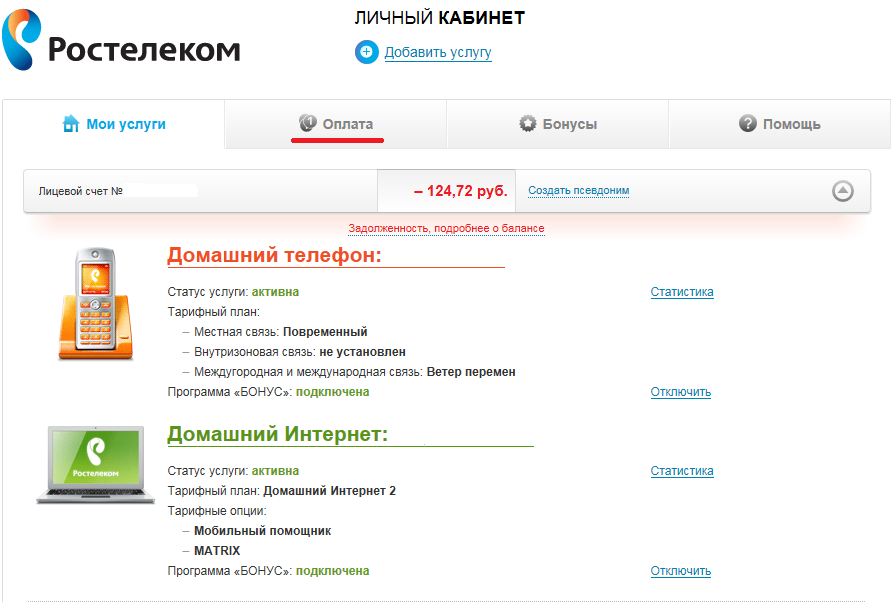 Ростелеком
ЛИЧНЫЙ КАБИНЕТ
Добавить услугу
Мои услуги
1 Оплата
Бонусы
? Помощь
Лицевой счет №
– 124,72 руб.
Создать псевдоним
Задолженность, подробнее о балансе
Домашний телефон:
Статус услуги: активна
Статистика
Тарифный план:
– Местная связь: Повременный
– Внутризоновая связь: не установлен
– Междугородная и международная связь: Ветер перемен
Программа «БОНУС»: подключена
Отключить
Ростелеком
Домашний Интернет:
Статус услуги: активна
Статистика
Тарифный план: Домашний Интернет 2
Тарифные опции:
– Мобильный помощник
– MATRIX
Программа «БОНУС»: подключена
Отключить